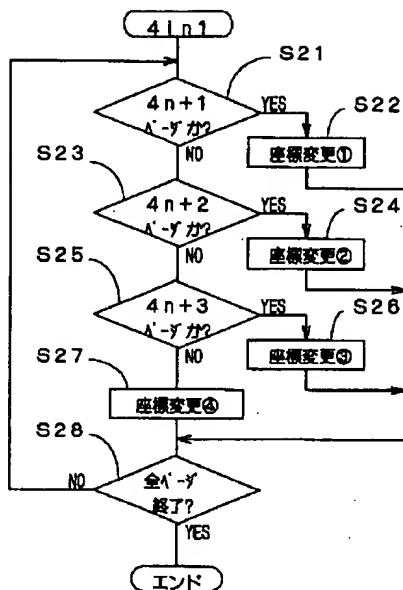 4in1
S21
4n+1
ページか?
YES
S22
座標変更①
NO
S23
4n+2
ページか?
YES
S24
座標変更②
NO
S25
4n+3
ページか?
YES
S26
座標変更③
NO
S27
座標変更④
S28
全ページ
終了?
NO
YES
エンド